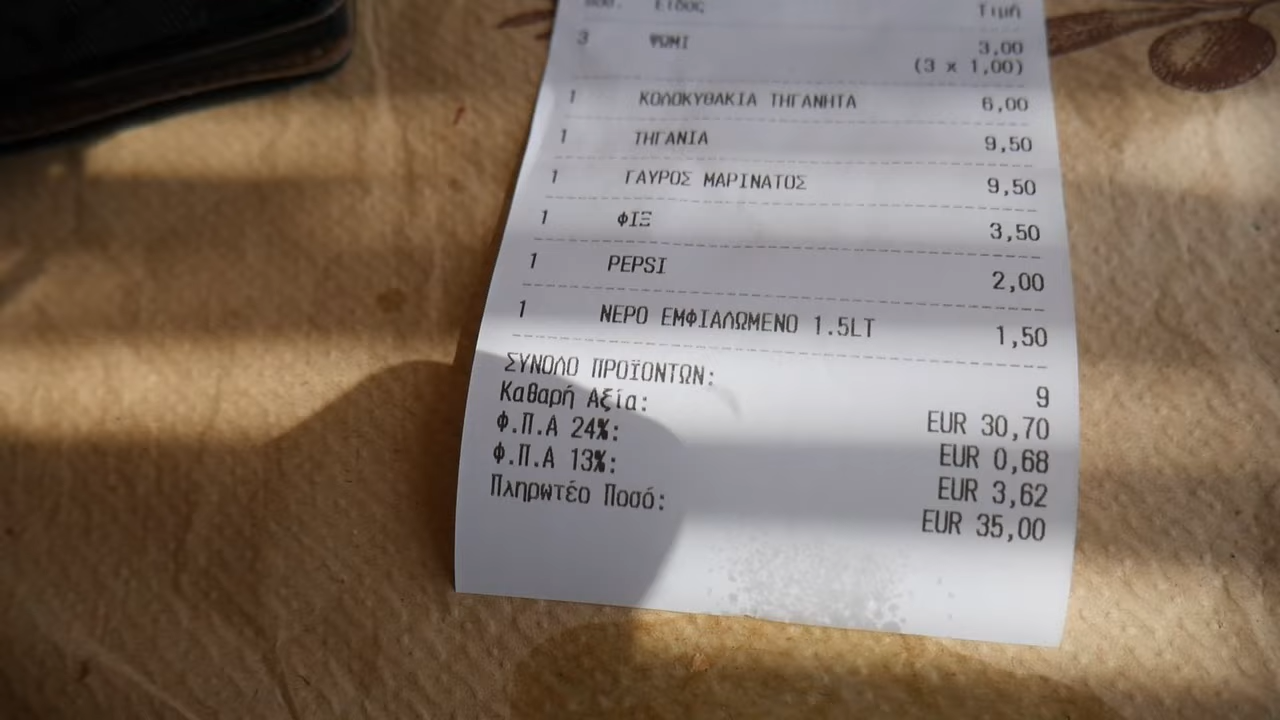 Ποσ. Είδος Τιμή
3 ΨΩΜΙ 3,00
(3 x 1,00)
1 ΚΟΛΟΚΥΘΑΚΙΑ ΤΗΓΑΝΗΤΑ 6,00
1 ΤΗΓΑΝΙΑ 9,50
1 ΓΑΥΡΟΣ ΜΑΡΙΝΑΤΟΣ 9,50
1 ΦΙΞ 3,50
1 PEPSI 2,00
1 ΝΕΡΟ ΕΜΦΙΑΛΩΜΕΝΟ 1.5LT 1,50
ΣΥΝΟΛΟ ΠΡΟΪΟΝΤΩΝ: 9
Καθαρή Αξία: EUR 30,70
Φ.Π.Α 24%: EUR 0,68
Φ.Π.Α 13%: EUR 3,62
Πληρωτέο Ποσό: EUR 35,00